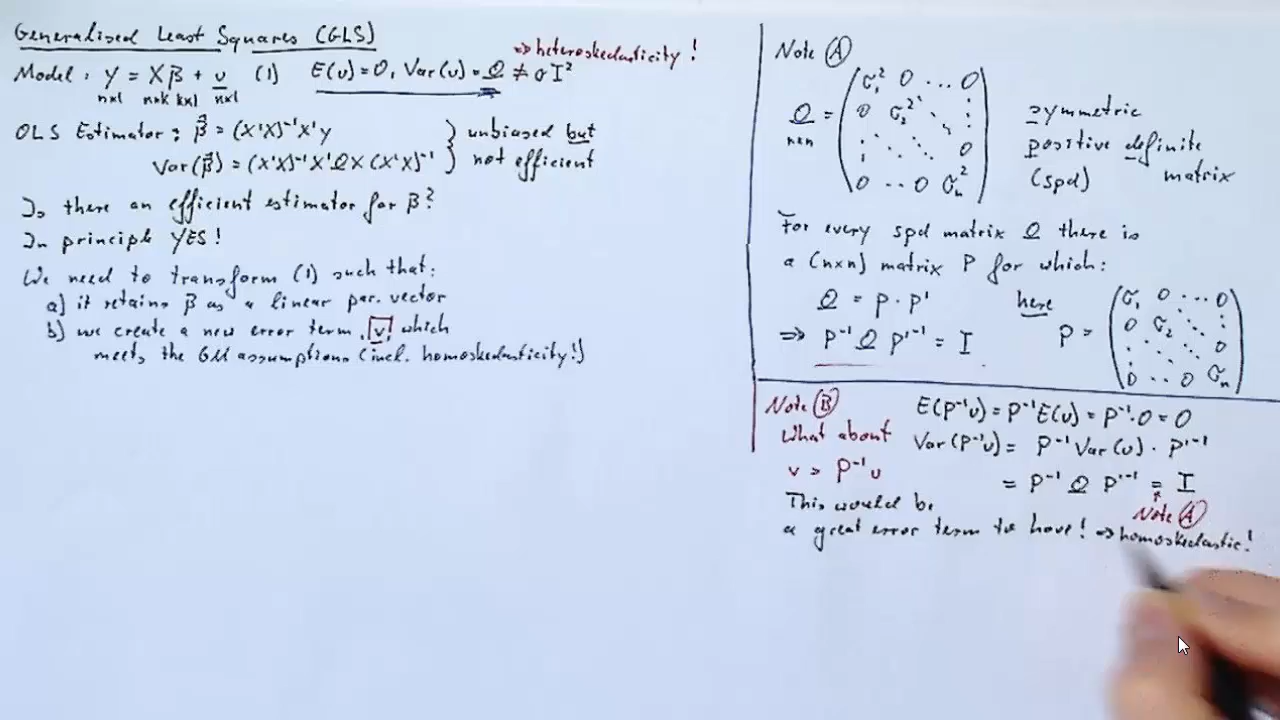 Generalised Least Squares (GLS)
⇒ heteroskedasticity!
Model: y = Xβ + u (1) E(u) = 0, Var(u) = Ω ≠ σ I²
n×1 n×k k×1 n×1
OLS Estimator: β̂ = (X'X)⁻¹X'y } unbiased but
Var(β̂) = (X'X)⁻¹X'ΩX(X'X)⁻¹ } not efficient
Is there an efficient estimator for β?
In principle YES!
We need to transform (1) such that:
a) it retains β as a linear par. vector
b) we create a new error term, v, which
meets the GM assumptions (incl. homoskedasticity!)
Note A
Ω = ( σ₁² 0 ... 0
n×n 0 σ₂² ⋱ ⋮
⋮ ⋱ ⋱ 0
0 .. 0 σₙ² )
symmetric
positive definite
(spd) matrix
For every spd matrix Ω there is
a (n×n) matrix P for which:
Ω = P · P'
⇒ P⁻¹ Ω P'⁻¹ = I
here
P = ( σ₁ 0 ... 0
0 σ₂ ⋱ ⋮
⋮ ⋱ 0
0 .. 0 σₙ )
Note B
What about
v = P⁻¹u
E(P⁻¹u) = P⁻¹E(u) = P⁻¹·0 = 0
Var(P⁻¹u) = P⁻¹Var(u) · P'⁻¹
= P⁻¹ Ω P'⁻¹ = I
Note A
This would be
a great error term to have! ⇒ homoskedastic!